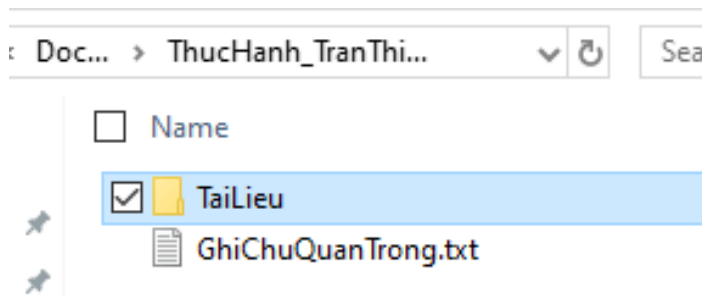 Doc... > ThucHanh_TranThi...
Sea
Name
TaiLieu
GhiChuQuanTrong.txt